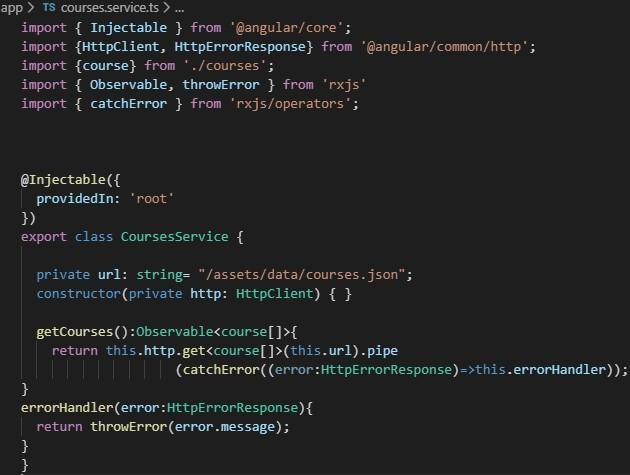 app > TS courses.service.ts > ...
import { Injectable } from '@angular/core';
import {HttpClient, HttpErrorResponse} from '@angular/common/http';
import {course} from './courses';
import { Observable, throwError } from 'rxjs'
import { catchError } from 'rxjs/operators';
@Injectable({
providedIn: 'root'
})
export class CoursesService {
private url: string= "/assets/data/courses.json";
constructor(private http: HttpClient) { }
getCourses():Observable<course[]>{
return this.http.get<course[]>(this.url).pipe
(catchError((error:HttpErrorResponse)=>this.errorHandler));
}
errorHandler(error:HttpErrorResponse){
return throwError(error.message);
}
}